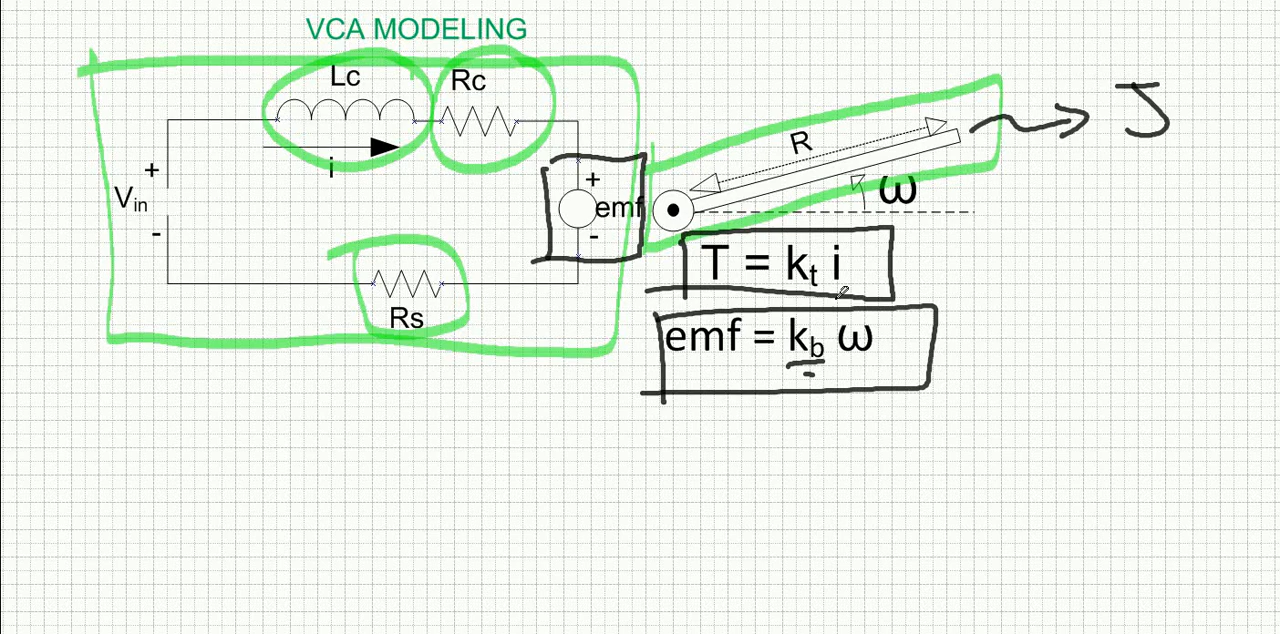 VCA MODELING
Lc
Rc
i
+
Vin
-
+
emf
-
Rs
R
ω
J
T = kt i
emf = kb ω